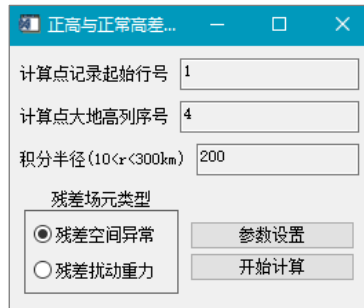 正高与正常高差...
计算点记录起始行号 1
计算点大地高列序号 4
积分半径(10<r<300km) 200
残差场元类型
残差空间异常
参数设置
残差扰动重力
开始计算